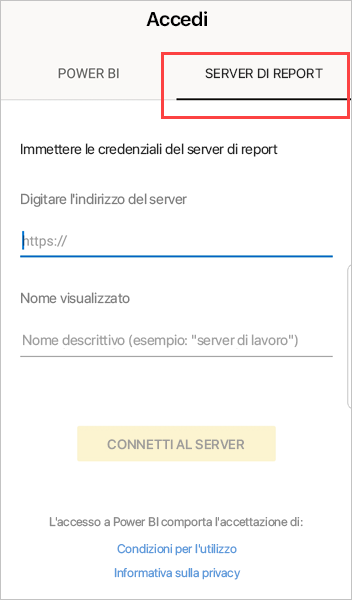 Accedi
POWER BI
SERVER DI REPORT
Immettere le credenziali del server di report
Digitare l'indirizzo del server
https://
Nome visualizzato
Nome descrittivo (esempio: "server di lavoro")
CONNETTI AL SERVER
L'accesso a Power BI comporta l'accettazione di:
Condizioni per l'utilizzo
Informativa sulla privacy